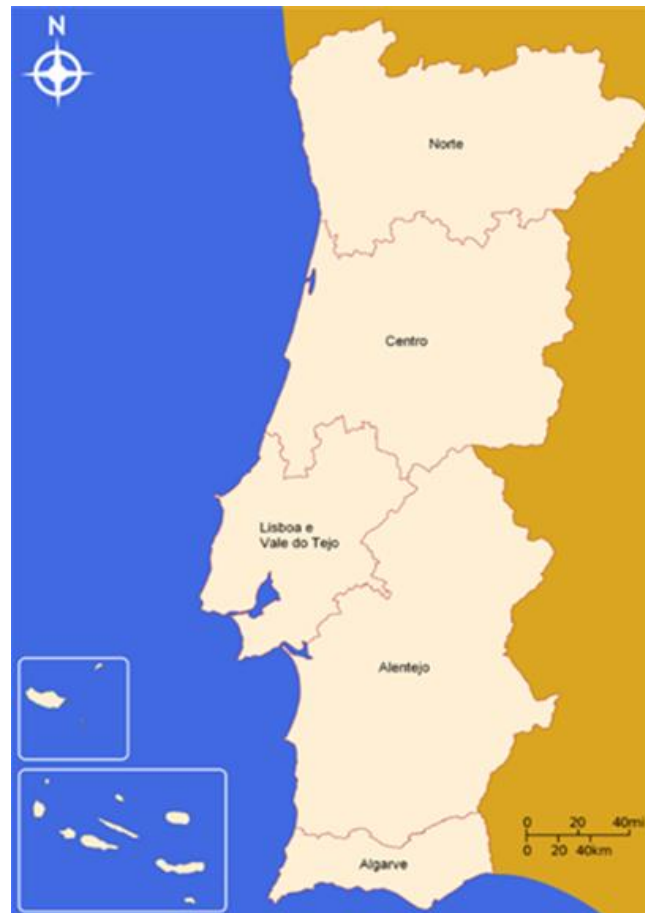 N
Norte
Centro
Lisboa e
Vale do Tejo
Alentejo
Algarve
0 20 40mi
0 20 40km